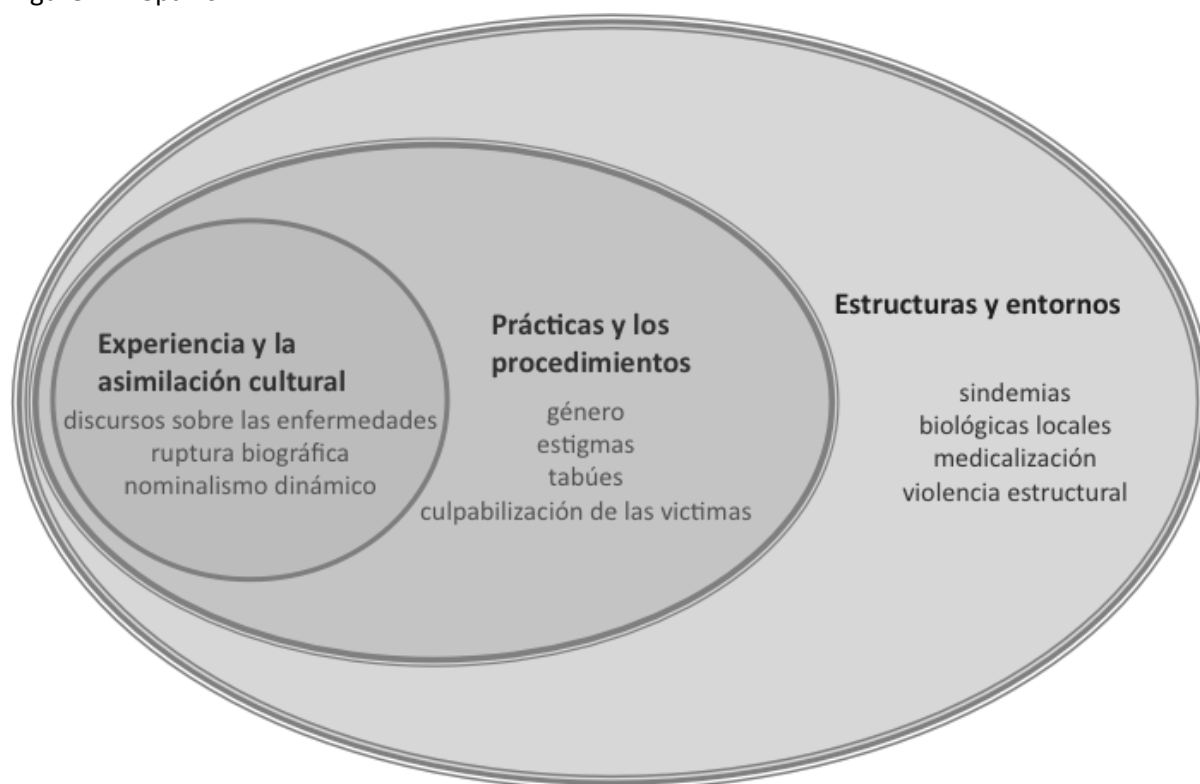 Experiencia y la
asimilación cultural
discursos sobre las enfermedades
ruptura biográfica
nominalismo dinámico
Prácticas y los
procedimientos
género
estigmas
tabúes
culpabilización de las victimas
Estructuras y entornos
sindemias
biológicas locales
medicalización
violencia estructural